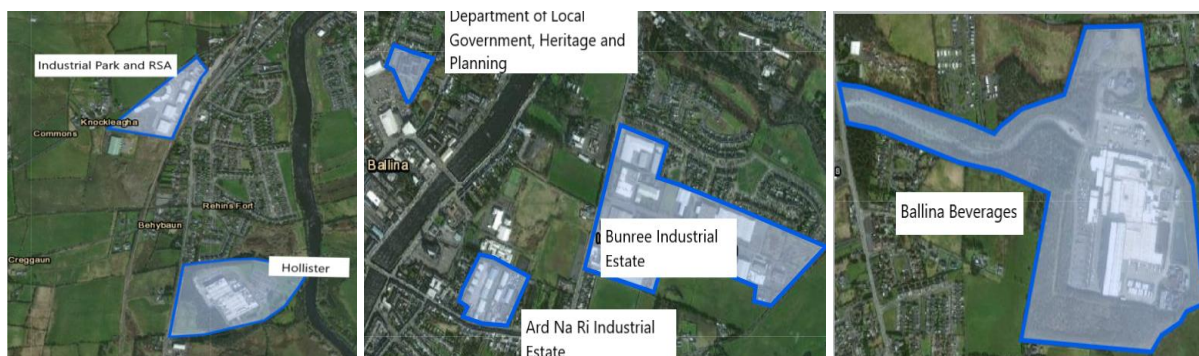 Industrial Park and RSA
Knockleagha
Commons
Rehins Fort
Behybaun
Creggaun
Hollister
Department of Local
Government, Heritage and
Planning
Ballina
Bunree Industrial
Estate
Ard Na Ri Industrial
Estate
Ballina Beverages